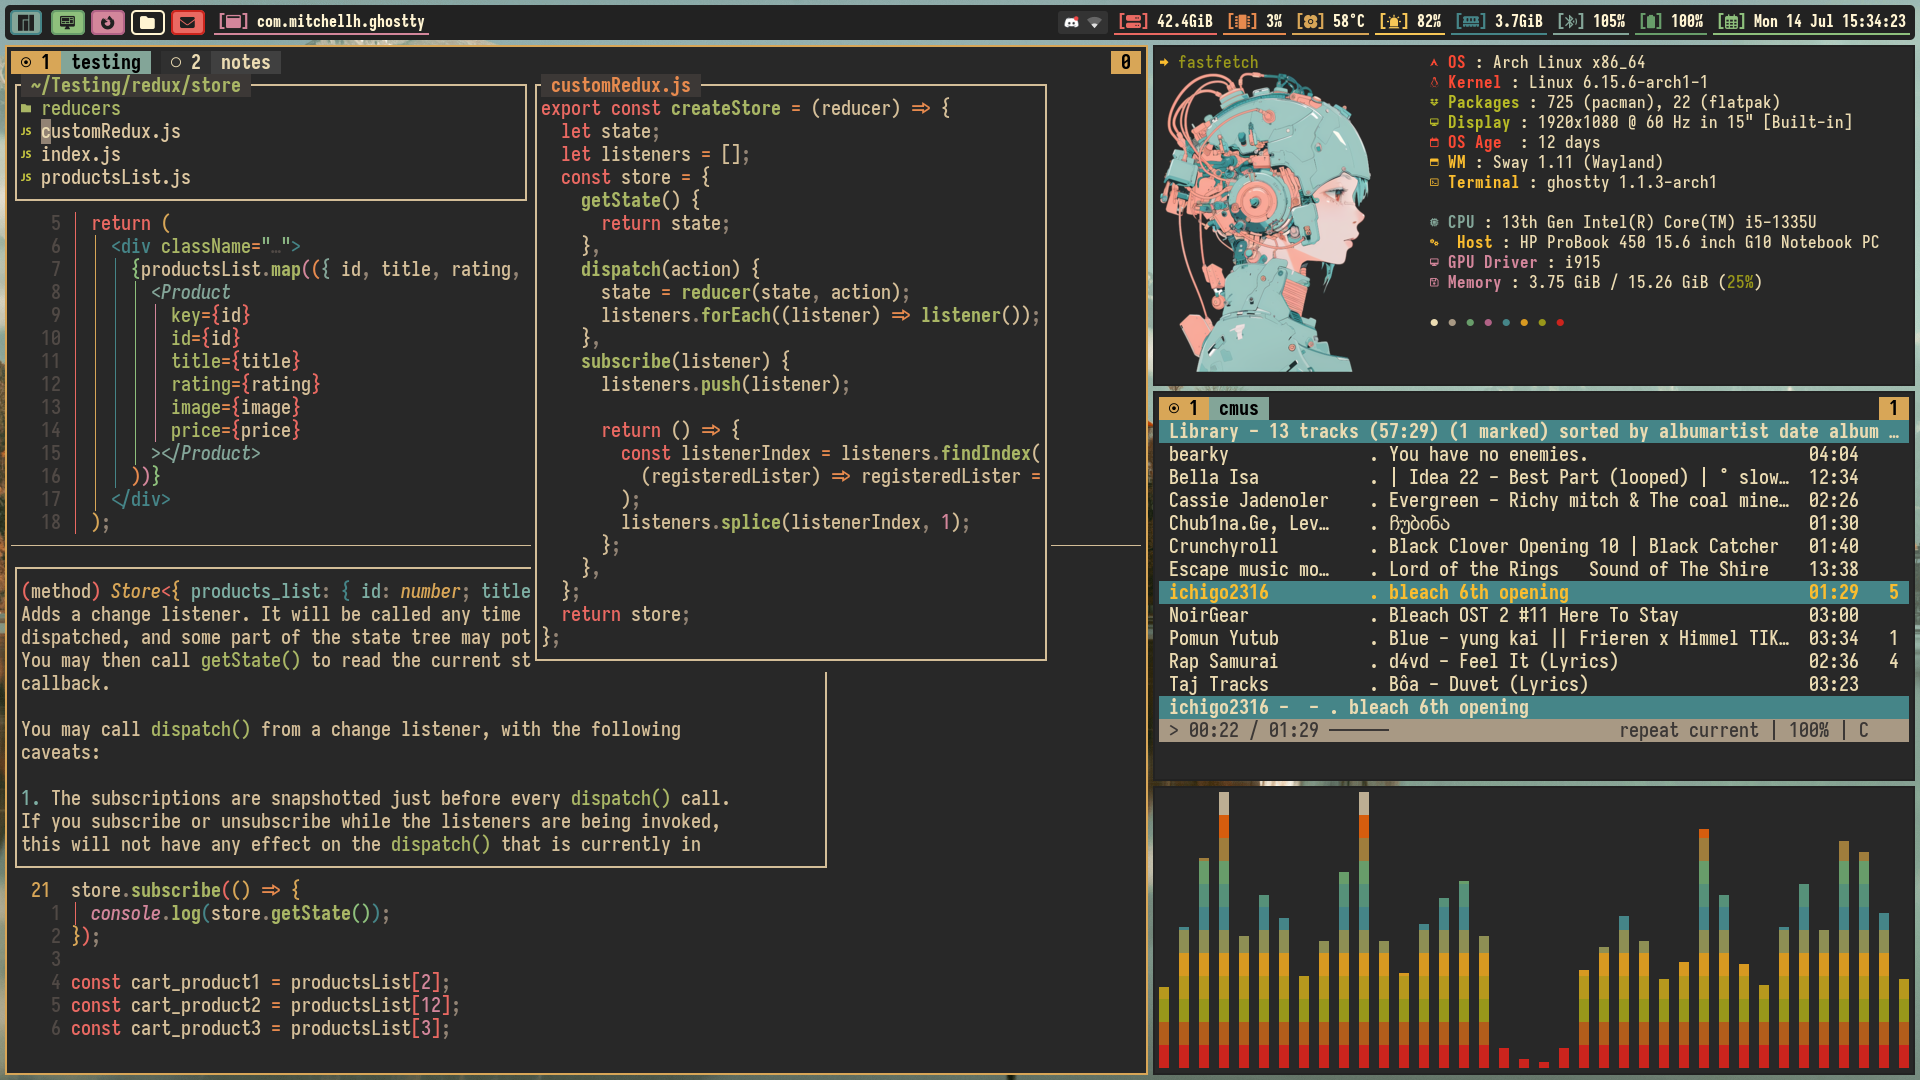 com.mitchellh.ghostty
42.4GiB 3% 58°C 82% 3.7GiB 105% 100% Mon 14 Jul 15:34:23
1 testing 2 notes 0
~/Testing/redux/store
reducers
JS customRedux.js
JS index.js
JS productsList.js
5 return (
6 <div className="…">
7 {productsList.map(({ id, title, rating,
8 <Product
9 key={id}
10 id={id}
11 title={title}
12 rating={rating}
13 image={image}
14 price={price}
15 ></Product>
16 ))}
17 </div>
18 );
(method) Store<{ products_list: { id: number; title
Adds a change listener. It will be called any time
dispatched, and some part of the state tree may pot
You may then call getState() to read the current st
callback.
You may call dispatch() from a change listener, with the following
caveats:
1. The subscriptions are snapshotted just before every dispatch() call.
If you subscribe or unsubscribe while the listeners are being invoked,
this will not have any effect on the dispatch() that is currently in
21 store.subscribe(() => {
1 console.log(store.getState());
2 });
3
4 const cart_product1 = productsList[2];
5 const cart_product2 = productsList[12];
6 const cart_product3 = productsList[3];
customRedux.js
export const createStore = (reducer) => {
let state;
let listeners = [];
const store = {
getState() {
return state;
},
dispatch(action) {
state = reducer(state, action);
listeners.forEach((listener) => listener());
},
subscribe(listener) {
listeners.push(listener);
return () => {
const listenerIndex = listeners.findIndex(
(registeredLister) => registeredLister =
);
listeners.splice(listenerIndex, 1);
};
},
};
return store;
};
fastfetch
OS : Arch Linux x86_64
Kernel : Linux 6.15.6-arch1-1
Packages : 725 (pacman), 22 (flatpak)
Display : 1920x1080 @ 60 Hz in 15" [Built-in]
OS Age : 12 days
WM : Sway 1.11 (Wayland)
Terminal : ghostty 1.1.3-arch1
CPU : 13th Gen Intel(R) Core(TM) i5-1335U
Host : HP ProBook 450 15.6 inch G10 Notebook PC
GPU Driver : i915
Memory : 3.75 GiB / 15.26 GiB (25%)
1 cmus 1
Library - 13 tracks (57:29) (1 marked) sorted by albumartist date album …
bearky . You have no enemies. 04:04
Bella Isa . | Idea 22 - Best Part (looped) | ° slow… 12:34
Cassie Jadenoler . Evergreen - Richy mitch & The coal mine… 02:26
Chub1na.Ge, Lev… . ჩუბინა 01:30
Crunchyroll . Black Clover Opening 10 | Black Catcher 01:40
Escape music mo… . Lord of the Rings Sound of The Shire 13:38
ichigo2316 . bleach 6th opening 01:29 5
NoirGear . Bleach OST 2 #11 Here To Stay 03:00
Pomun Yutub . Blue - yung kai || Frieren x Himmel TIK… 03:34 1
Rap Samurai . d4vd - Feel It (Lyrics) 02:36 4
Taj Tracks . Bôa - Duvet (Lyrics) 03:23
ichigo2316 - - . bleach 6th opening
> 00:22 / 01:29 repeat current | 100% | C